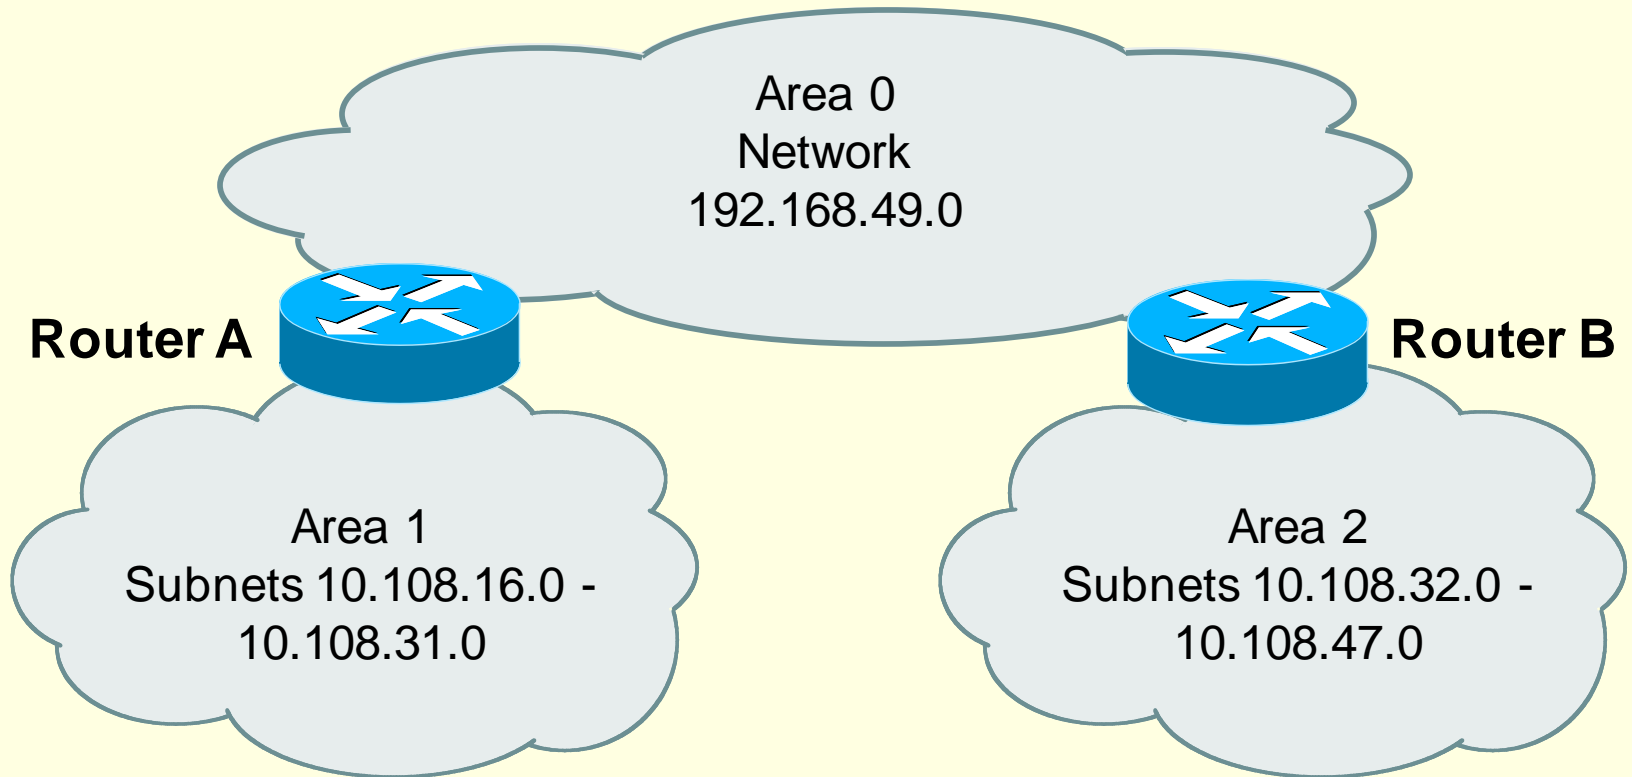 Area 0
Network
192.168.49.0
Router A
Router B
Area 1
Subnets 10.108.16.0 -
10.108.31.0
Area 2
Subnets 10.108.32.0 -
10.108.47.0